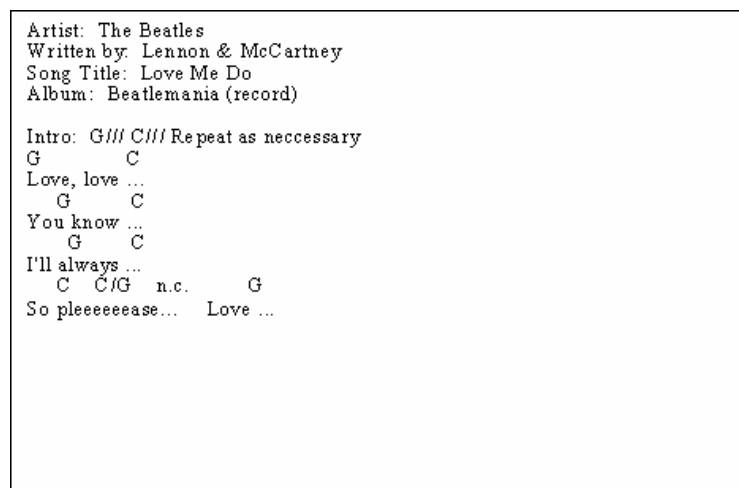 Artist: The Beatles
Written by: Lennon & McCartney
Song Title: Love Me Do
Album: Beatlemania (record)
Intro: G/// C/// Repeat as neccessary
G C
Love, love ...
G C
You know ...
G C
I'll always ...
C C/G n.c. G
So pleeeeeease... Love ...